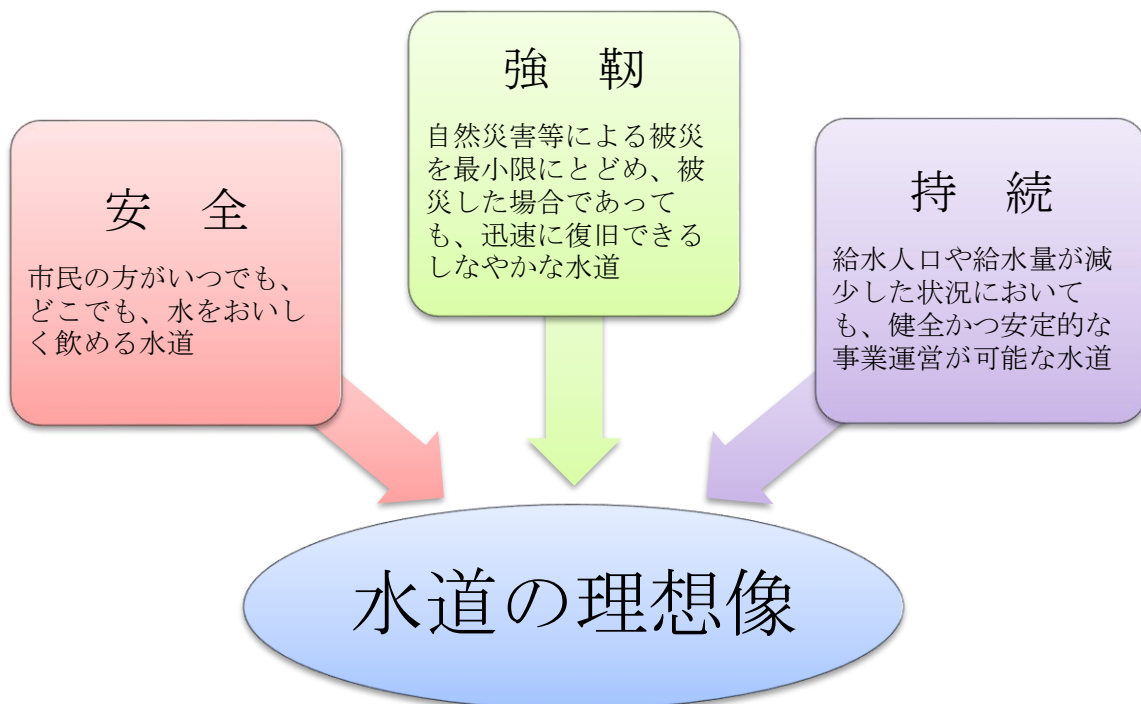 安　全
市民の方がいつでも、
どこでも、水をおいし
く飲める水道
強　靭
自然災害等による被災
を最小限にとどめ、被
災した場合であって
も、迅速に復旧できる
しなやかな水道
持　続
給水人口や給水量が減
少した状況において
も、健全かつ安定的な
事業運営が可能な水道
水道の理想像